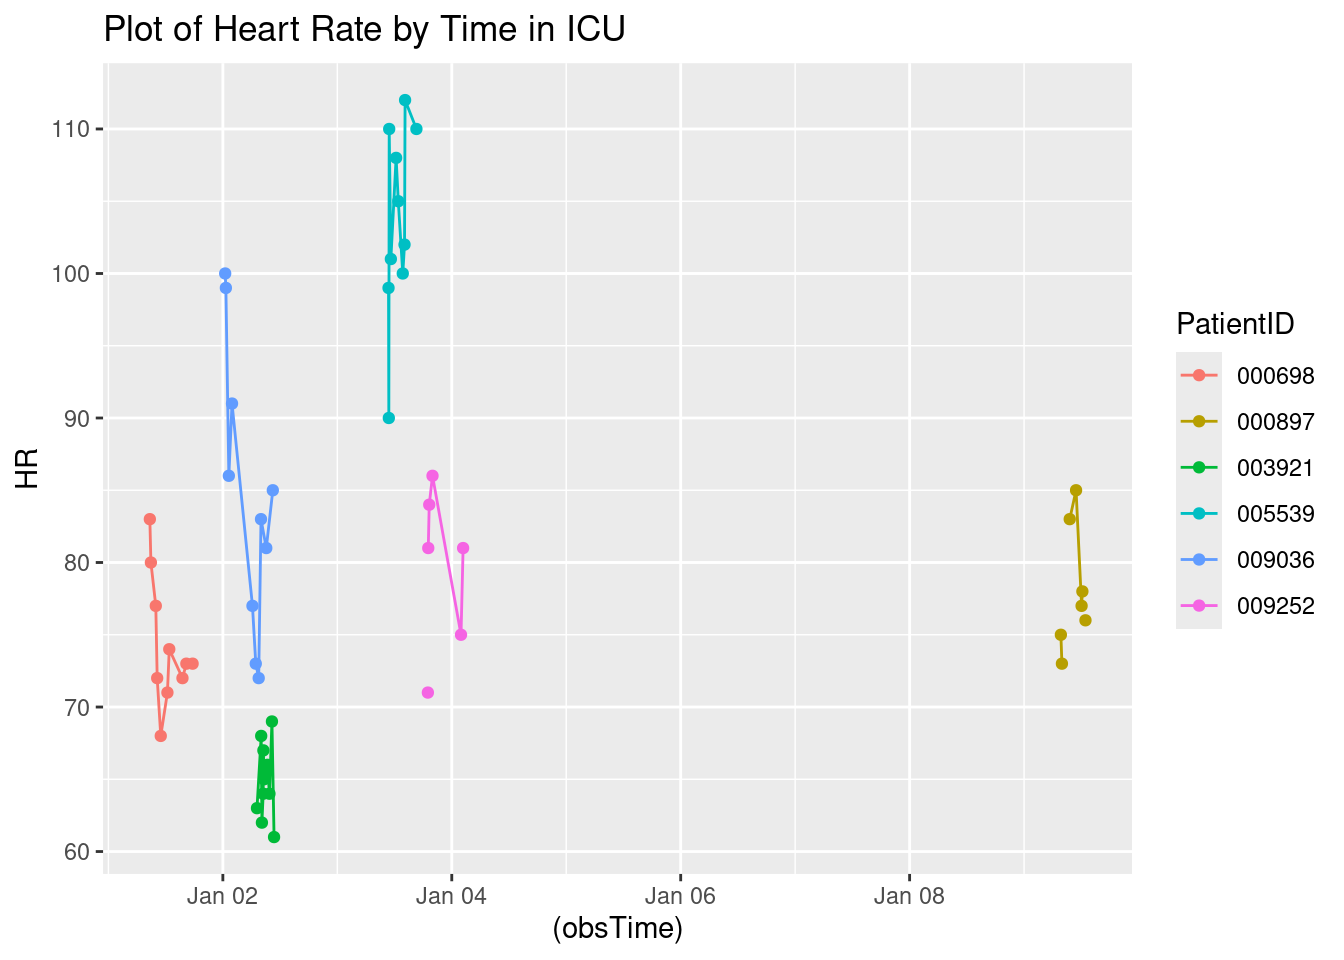 Plot of Heart Rate by Time in ICU
110
100
90
80
70
60
HR
Jan 02
Jan 04
Jan 06
Jan 08
(obsTime)
PatientID
000698
000897
003921
005539
009036
009252